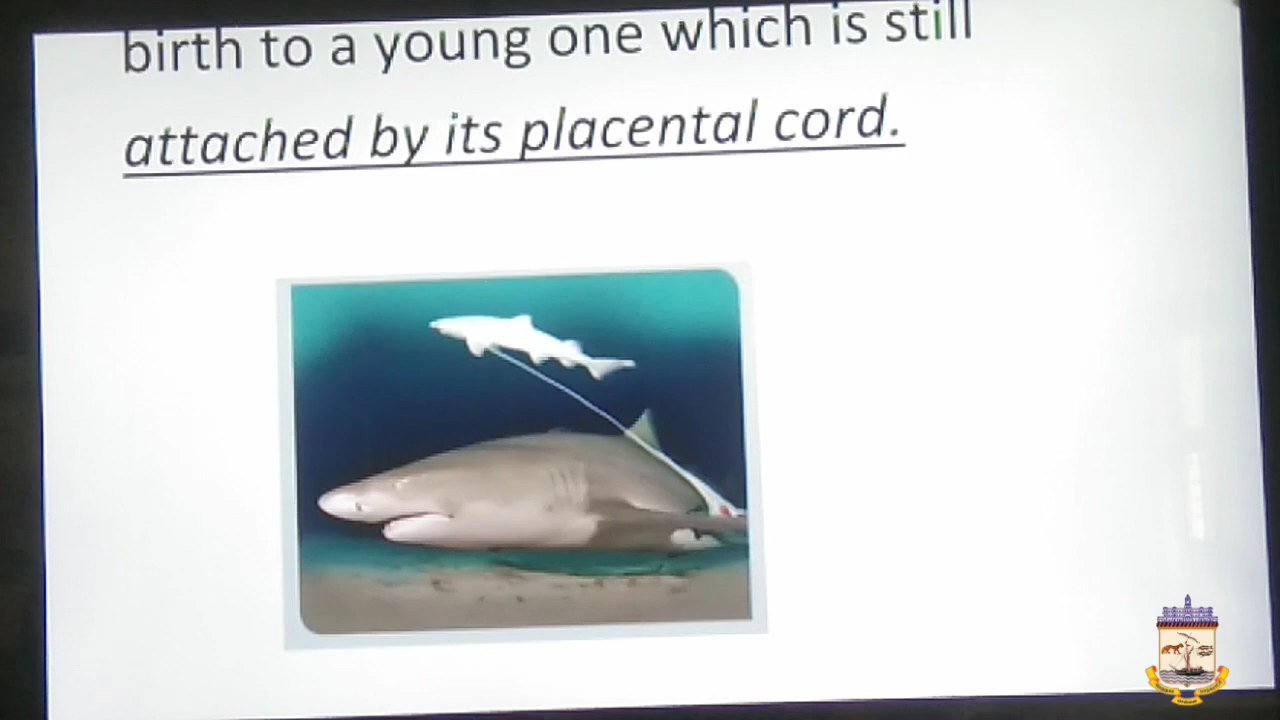 birth to a young one which is still
attached by its placental cord.